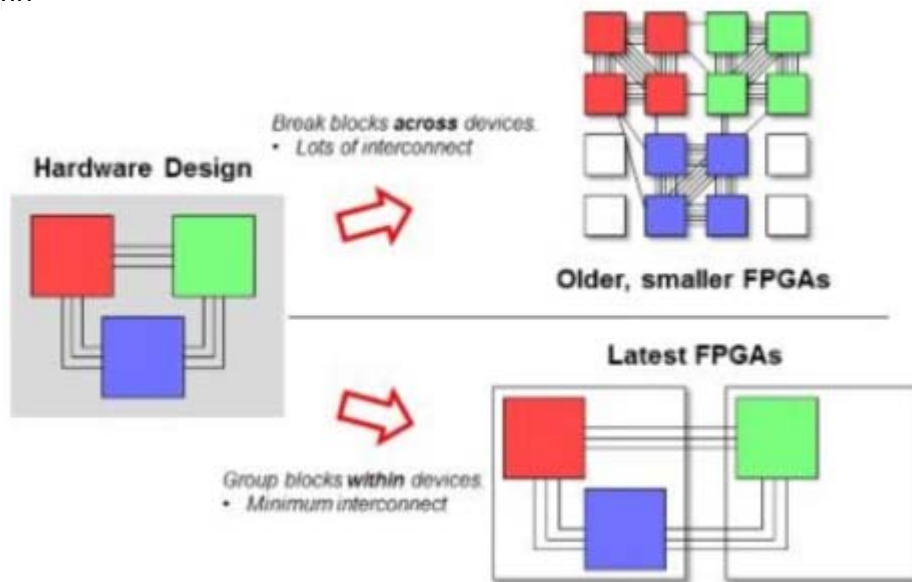 Break blocks across devices.
• Lots of interconnect
Hardware Design
Older, smaller FPGAs
Latest FPGAs
Group blocks within devices.
• Minimum interconnect